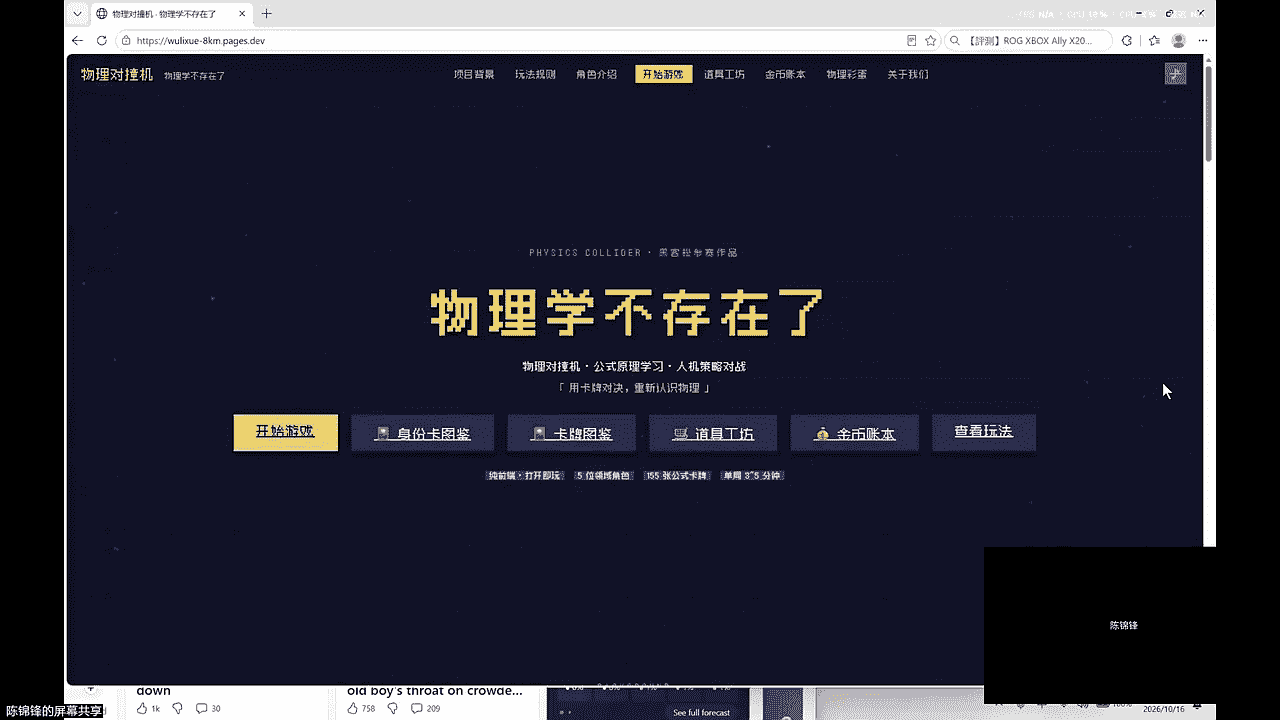 物理对撞机 · 物理学不存在了
https://wulixue-8km.pages.dev
【評測】ROG XBOX Ally X20...
物理对撞机 物理学不存在了
项目背景 玩法规则 角色介绍 开始游戏 道具工坊 金币账本 物理彩蛋 关于我们
PHYSICS COLLIDER · 黑客松参赛作品
物理学不存在了
物理对撞机 · 公式原理学习 · 人机策略对战
「 用卡牌对决，重新认识物理 」
开始游戏 身份卡图鉴 卡牌图鉴 道具工坊 金币账本 查看玩法
纯前端 · 打开即玩 5 位领域角色 155 张公式卡牌 单局 3~5 分钟
陈锦锋
down
old boy's throat on crowde...
1k 30 758 209
See full forecast
2026/10/16
陈锦锋的屏幕共享